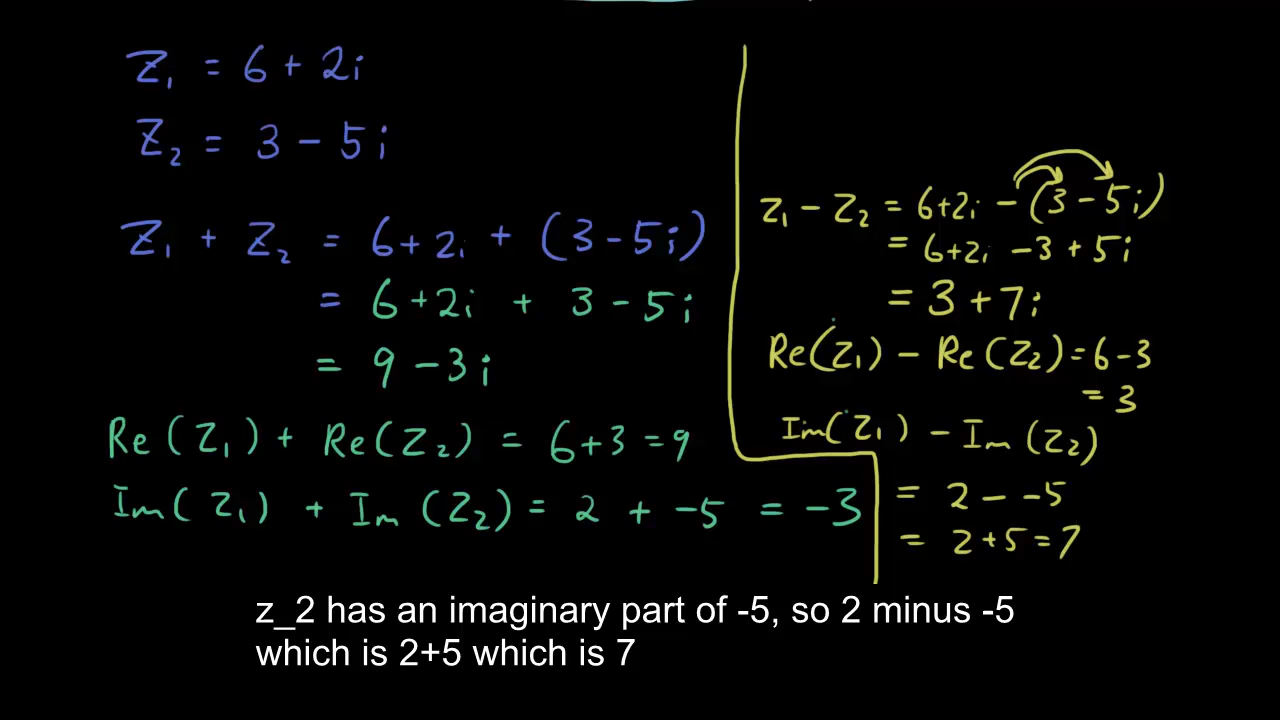 z₁ = 6 + 2i
z₂ = 3 - 5i
z₁ + z₂ = 6+2i + (3-5i)
= 6+2i + 3-5i
= 9-3i
Re(z₁) + Re(z₂) = 6+3=9
Im(z₁) + Im(z₂) = 2 + -5 = -3
z₁ - z₂ = 6+2i -(3-5i)
= 6+2i -3+5i
= 3+7i
Re(z₁) - Re(z₂)=6-3
= 3
Im(z₁) - Im(z₂)
= 2 - -5
= 2+5=7
z_2 has an imaginary part of -5, so 2 minus -5
which is 2+5 which is 7